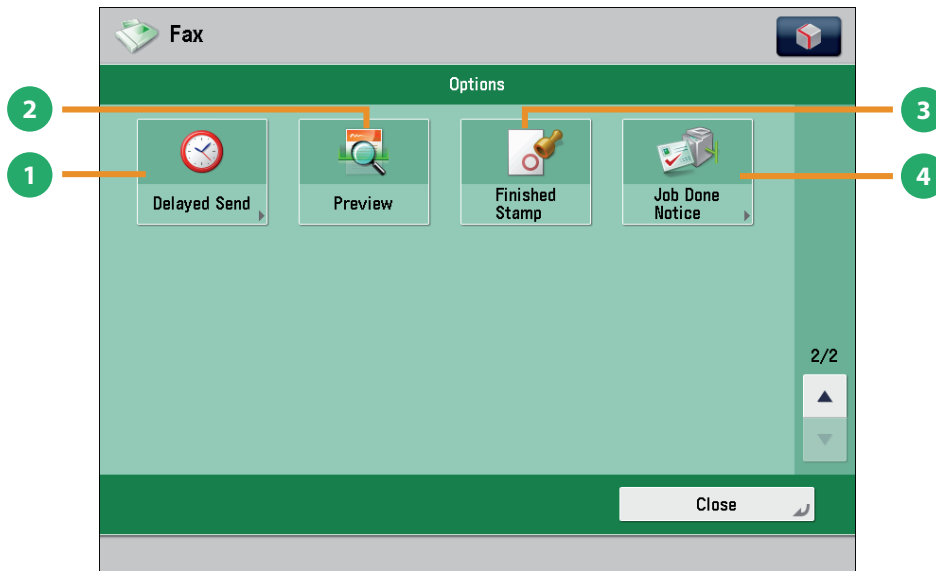 Fax
Options
2
3
1
4
Delayed Send
Preview
Finished
Stamp
Job Done
Notice
2/2
Close